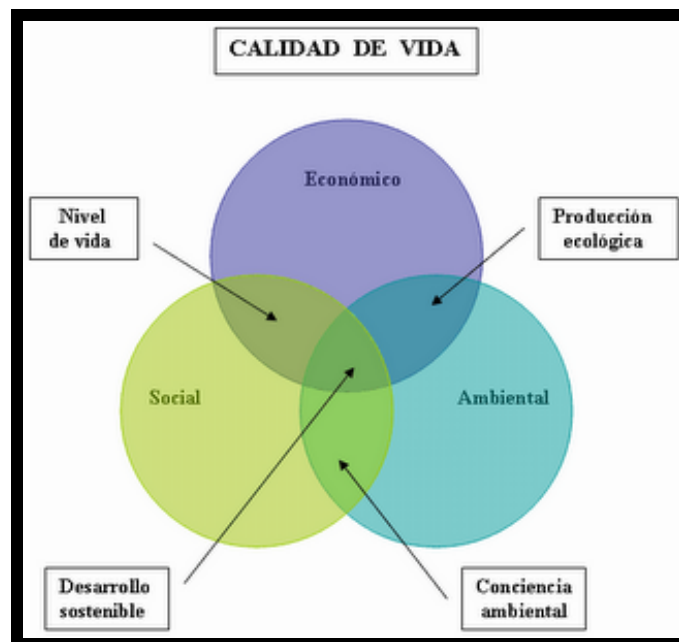 CALIDAD DE VIDA
Económico
Nivel
de vida
Producción
ecológica
Social
Ambiental
Desarrollo
sostenible
Conciencia
ambiental